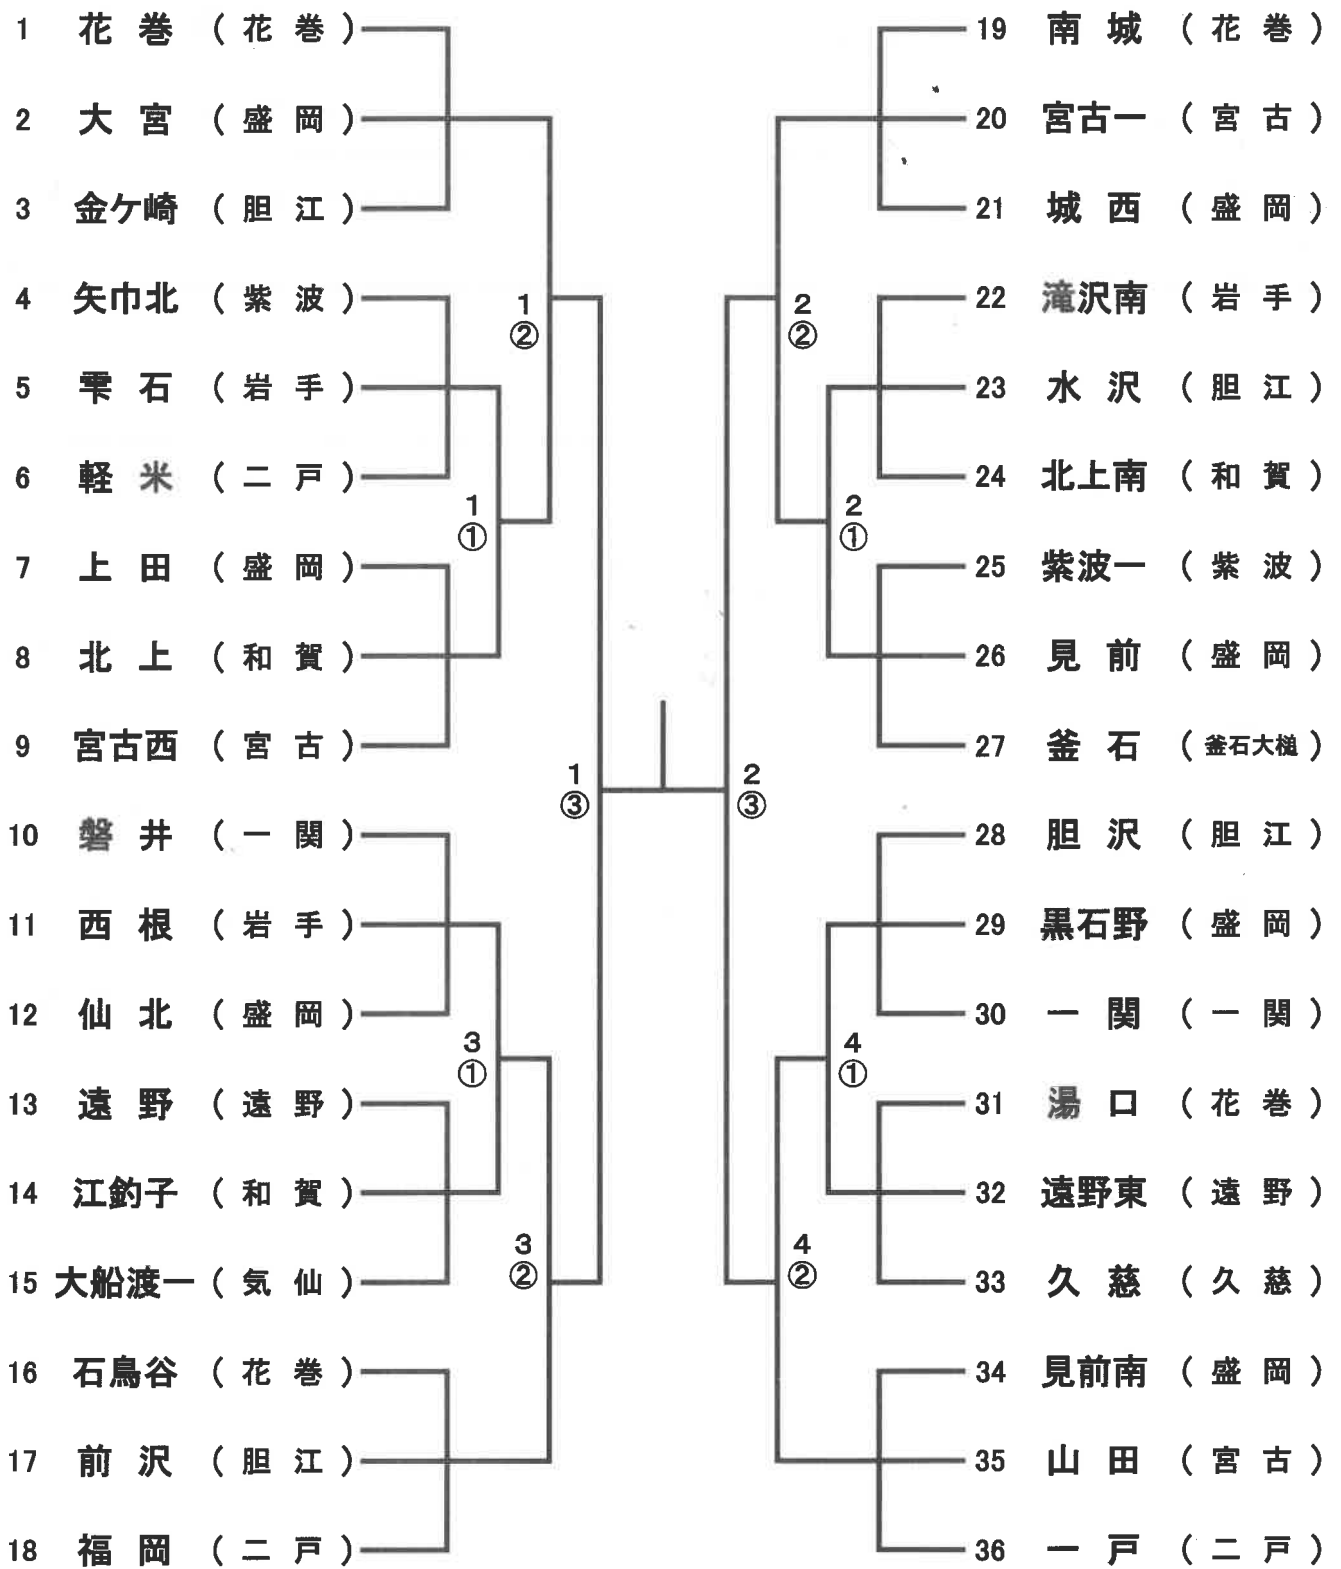 1 花巻 (花巻)
2 大宮 (盛岡)
3 金ケ崎 (胆江)
4 矢巾北 (紫波)
5 雫石 (岩手)
6 軽米 (二戸)
7 上田 (盛岡)
8 北上 (和賀)
9 宮古西 (宮古)
10 磐井 (一関)
11 西根 (岩手)
12 仙北 (盛岡)
13 遠野 (遠野)
14 江釣子 (和賀)
15 大船渡一 (気仙)
16 石鳥谷 (花巻)
17 前沢 (胆江)
18 福岡 (二戸)
1
②
1
①
1
③
3
①
3
②
2
②
2
①
2
③
4
①
4
②
19 南城 (花巻)
20 宮古一 (宮古)
21 城西 (盛岡)
22 滝沢南 (岩手)
23 水沢 (胆江)
24 北上南 (和賀)
25 紫波一 (紫波)
26 見前 (盛岡)
27 釜石 (釜石大槌)
28 胆沢 (胆江)
29 黒石野 (盛岡)
30 一関 (一関)
31 湯口 (花巻)
32 遠野東 (遠野)
33 久慈 (久慈)
34 見前南 (盛岡)
35 山田 (宮古)
36 一戸 (二戸)